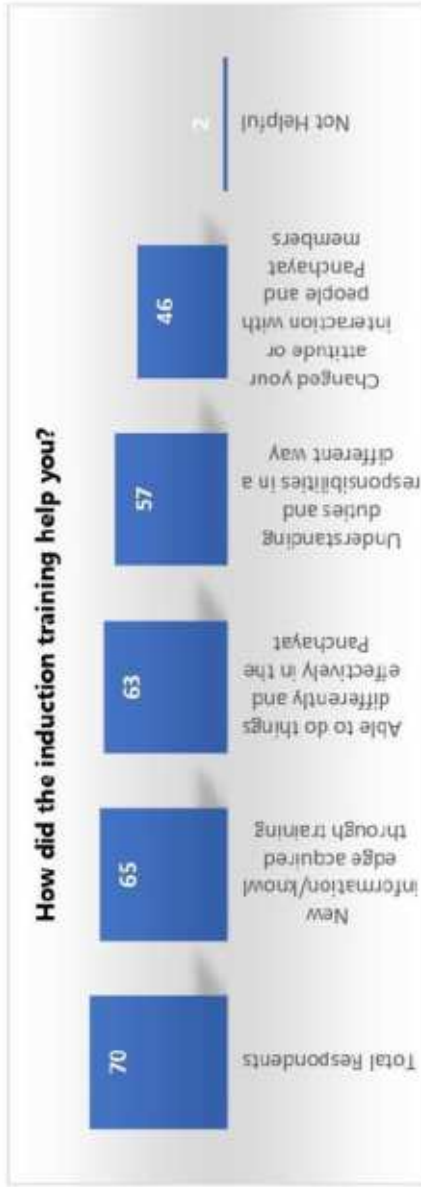 How did the induction training help you?
70
65
63
57
46
2
Total Respondents
New
information/knowl
edge acquired
through training
Able to do things
differently and
effectively in the
Panchayat
Understanding
duties and
responsibilities in a
different way
Changed your
attitude or
interaction with
people and
Panchayat
members
Not Helpful